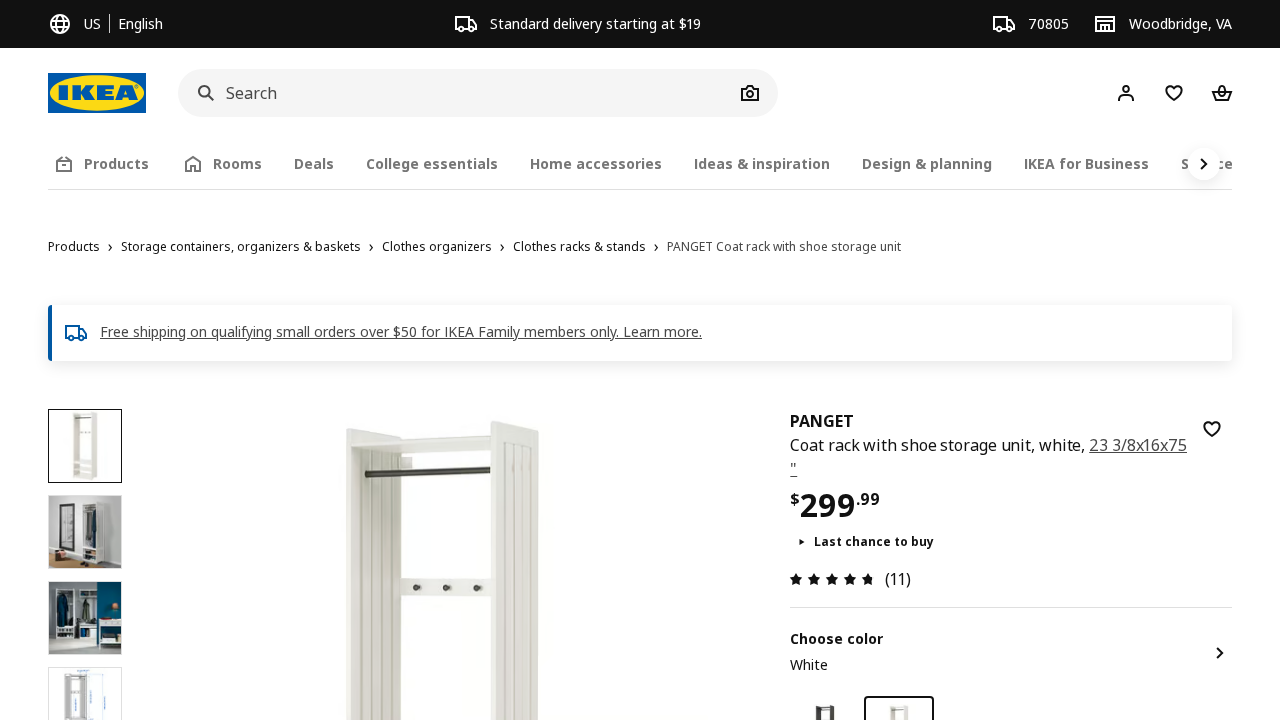 US | English
Standard delivery starting at $19
70805
Woodbridge, VA
IKEA
Search
Products
Rooms
Deals
College essentials
Home accessories
Ideas & inspiration
Design & planning
IKEA for Business
Products › Storage containers, organizers & baskets › Clothes organizers › Clothes racks & stands › PANGET Coat rack with shoe storage unit
Free shipping on qualifying small orders over $50 for IKEA Family members only. Learn more.
PANGET
Coat rack with shoe storage unit, white, 23 3/8x16x75
"
$299.99
Last chance to buy
(11)
Choose color
White